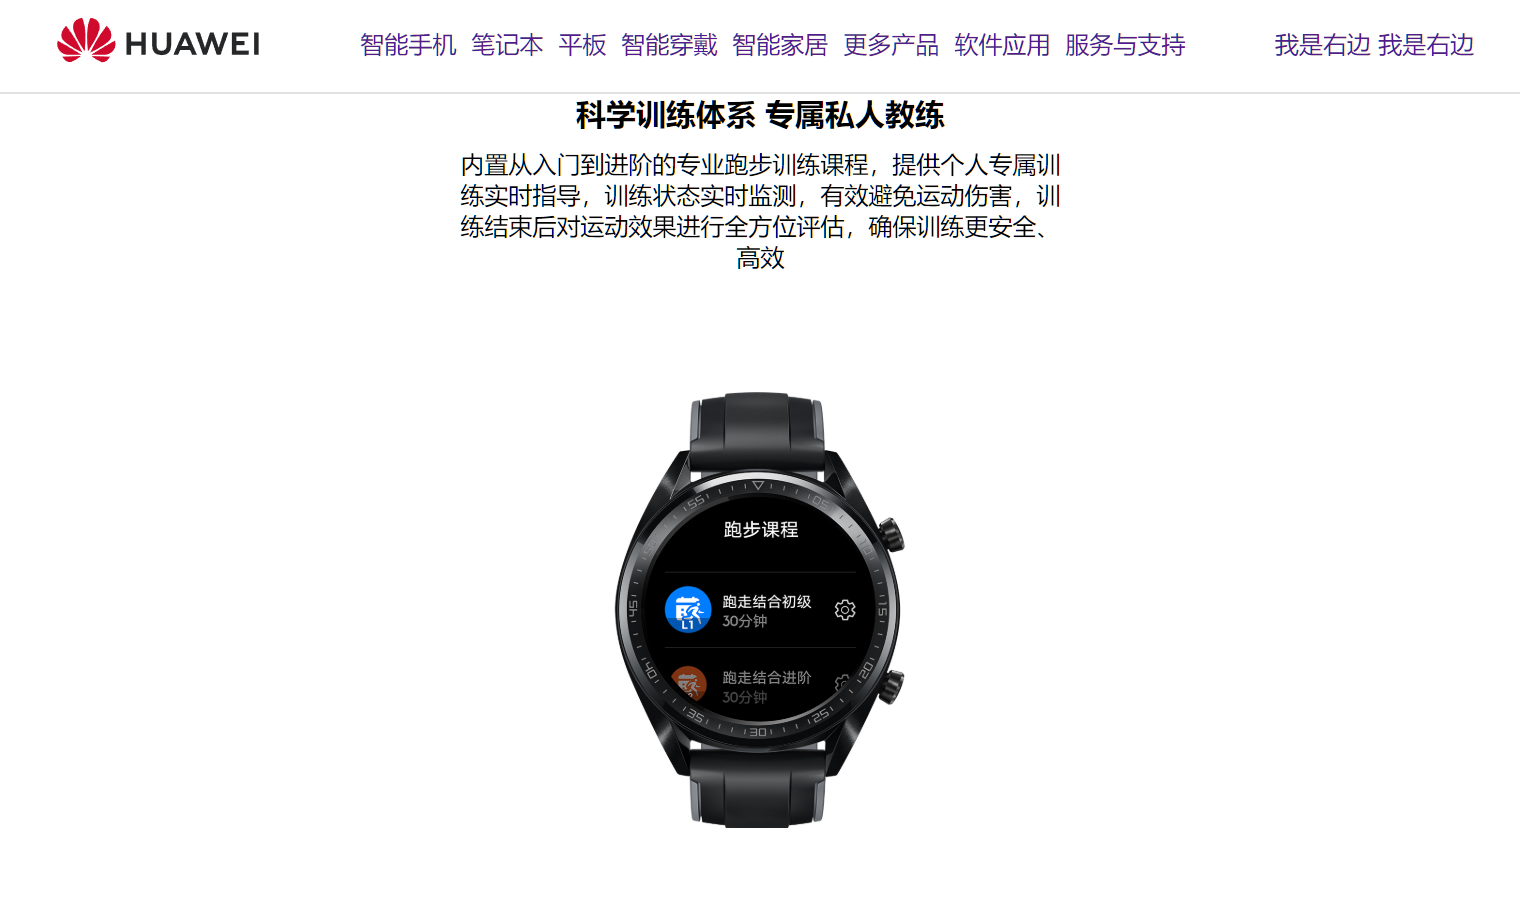 HUAWEI
智能手机 笔记本 平板 智能穿戴 智能家居 更多产品 软件应用 服务与支持
我是右边 我是右边
科学训练体系 专属私人教练
内置从入门到进阶的专业跑步训练课程，提供个人专属训
练实时指导，训练状态实时监测，有效避免运动伤害，训
练结束后对运动效果进行全方位评估，确保训练更安全、
高效
55
05
10
跑步课程
跑走结合初级
30分钟
L1
45
15
跑走结合进阶
30分钟
40
20
35
25
30